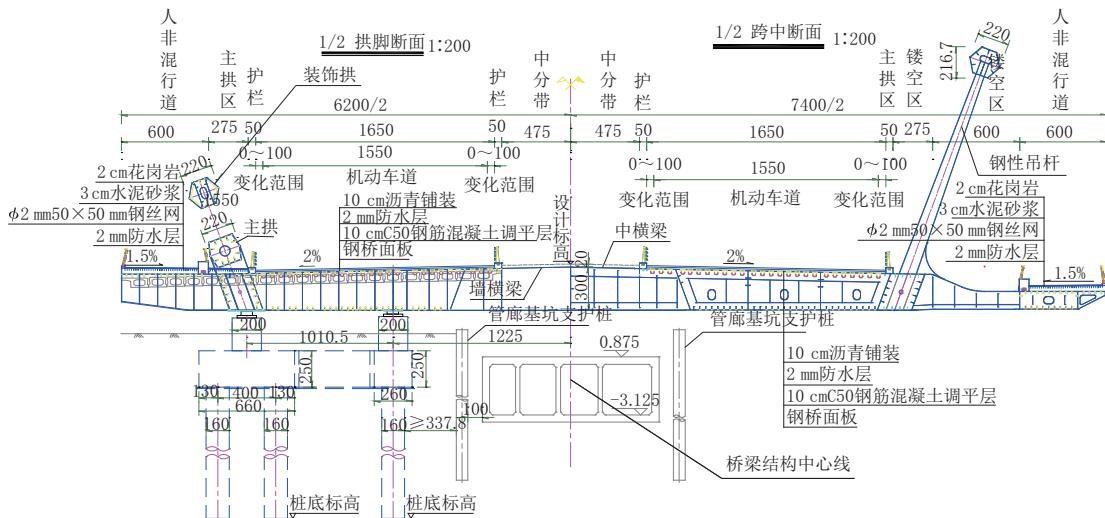 1/2 拱脚断面 1:200
1/2 跨中断面 1:200
人非混行道
主拱区
护栏
装饰拱
中分带
中分带
护栏
主拱区
镂空区
镂空区
人非混行道
220
216.7
6200/2
7400/2
600
275
50
1650
50
475
475
50
1650
50
275
600
600
0～100
1550
0～100
0～100
1550
0～100
变化范围
机动车道
变化范围
变化范围
机动车道
变化范围
钢性吊杆
220
550
220
主拱
2 cm花岗岩
3 cm水泥砂浆
ϕ2 mm50×50 mm钢丝网
2 mm防水层
10 cm沥青铺装
2 mm防水层
10 cmC50钢筋混凝土调平层
钢桥面板
设计标高
中横梁
2 cm花岗岩
3 cm水泥砂浆
ϕ2 mm50×50 mm钢丝网
2 mm防水层
1.5%
2%
2%
1.5%
墙横梁
300
20
管廊基坑支护桩
管廊基坑支护桩
200
200
1010.5
1225
0.875
-3.125
250
250
130
400
130
660
260
160
160
160
≥337.8
100
10 cm沥青铺装
2 mm防水层
10 cmC50钢筋混凝土调平层
钢桥面板
桥梁结构中心线
桩底标高
桩底标高